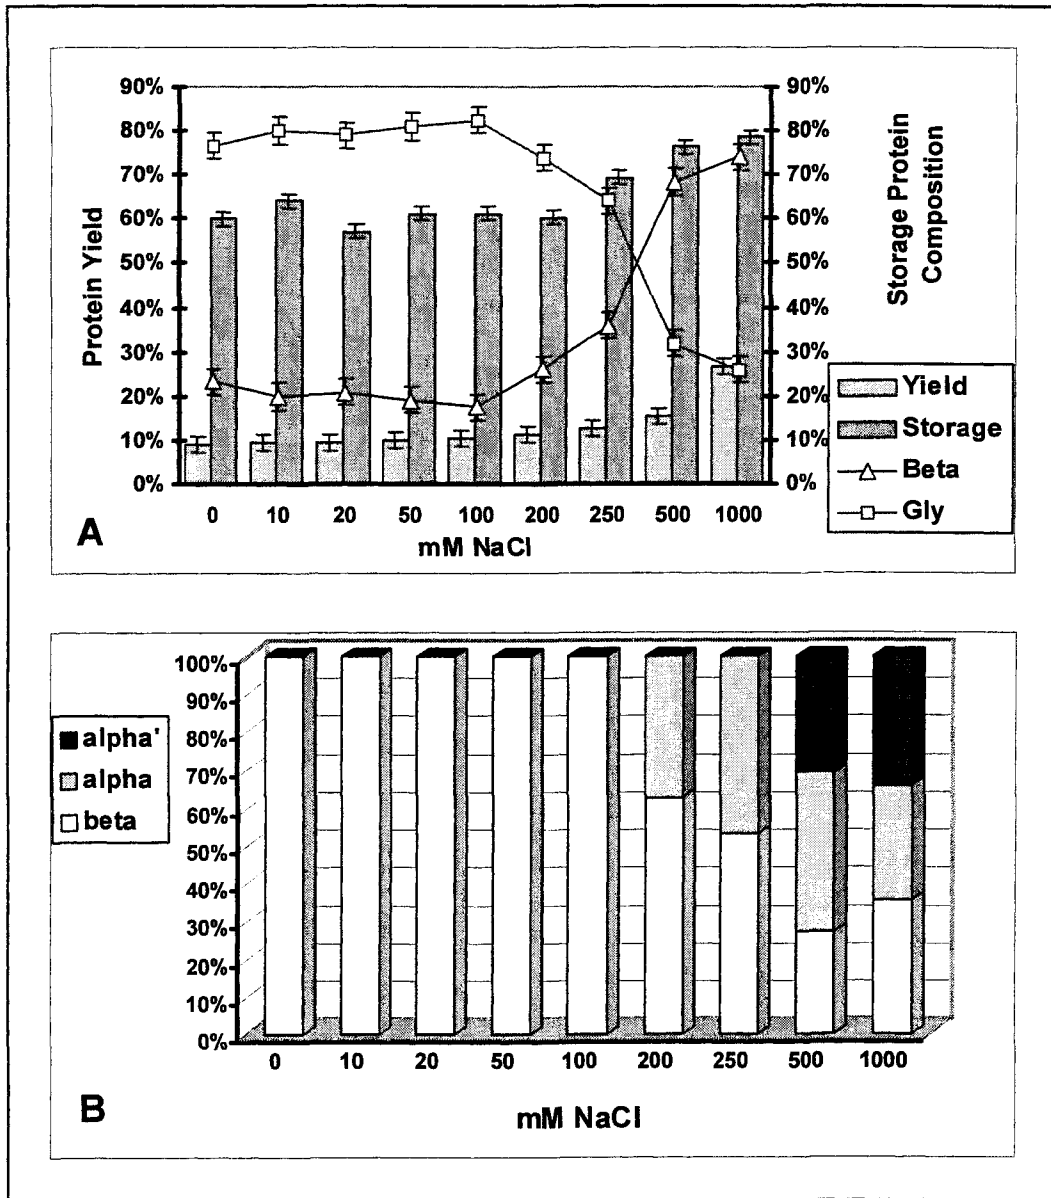 90% 90%
80% 80%
70% 70%
60% 60%
50% 50%
40% 40%
30% 30%
20% 20%
10% 10%
0% 0%
Protein Yield
Storage Protein
Composition
0 10 20 50 100 200 250 500 1000
mM NaCl
A
Yield
Storage
Beta
Gly
100%
90%
80%
70%
60%
50%
40%
30%
20%
10%
0%
alpha'
alpha
beta
0 10 20 50 100 200 250 500 1000
B
mM NaCl